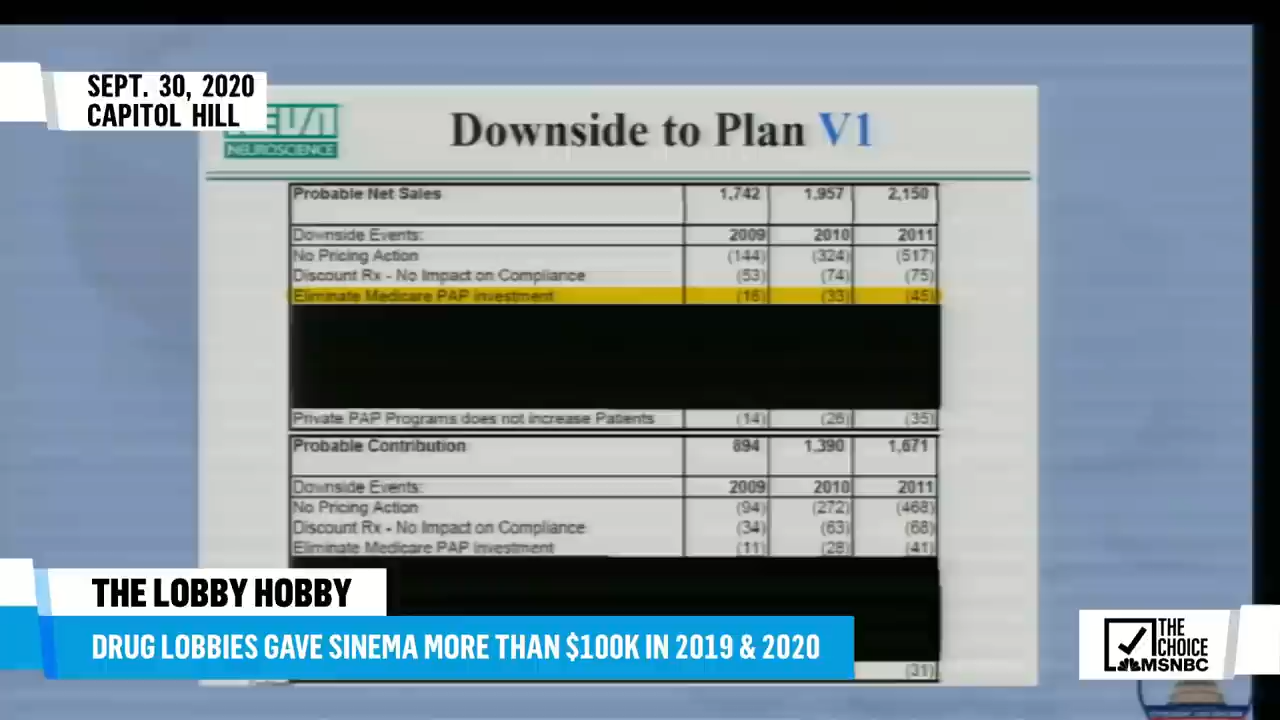 SEPT. 30, 2020
CAPITOL HILL
NEUROSCIENCE
Downside to Plan V1
Probable Net Sales 1,742 1,957 2,150
Downside Events: 2009 2010 2011
No Pricing Action (144) (324) (517)
Discount Rx - No Impact on Compliance (53) (74) (75)
Eliminate Medicare PAP investment (16) (33) (45)
Private PAP Programs does not increase Patients (14) (26) (35)
Probable Contribution 894 1,390 1,671
Downside Events: 2009 2010 2011
No Pricing Action (94) (272) (468)
Discount Rx - No Impact on Compliance (34) (63) (68)
Eliminate Medicare PAP investment (11) (28) (41)
(31)
THE LOBBY HOBBY
DRUG LOBBIES GAVE SINEMA MORE THAN $100K IN 2019 & 2020
THE
CHOICE
MSNBC